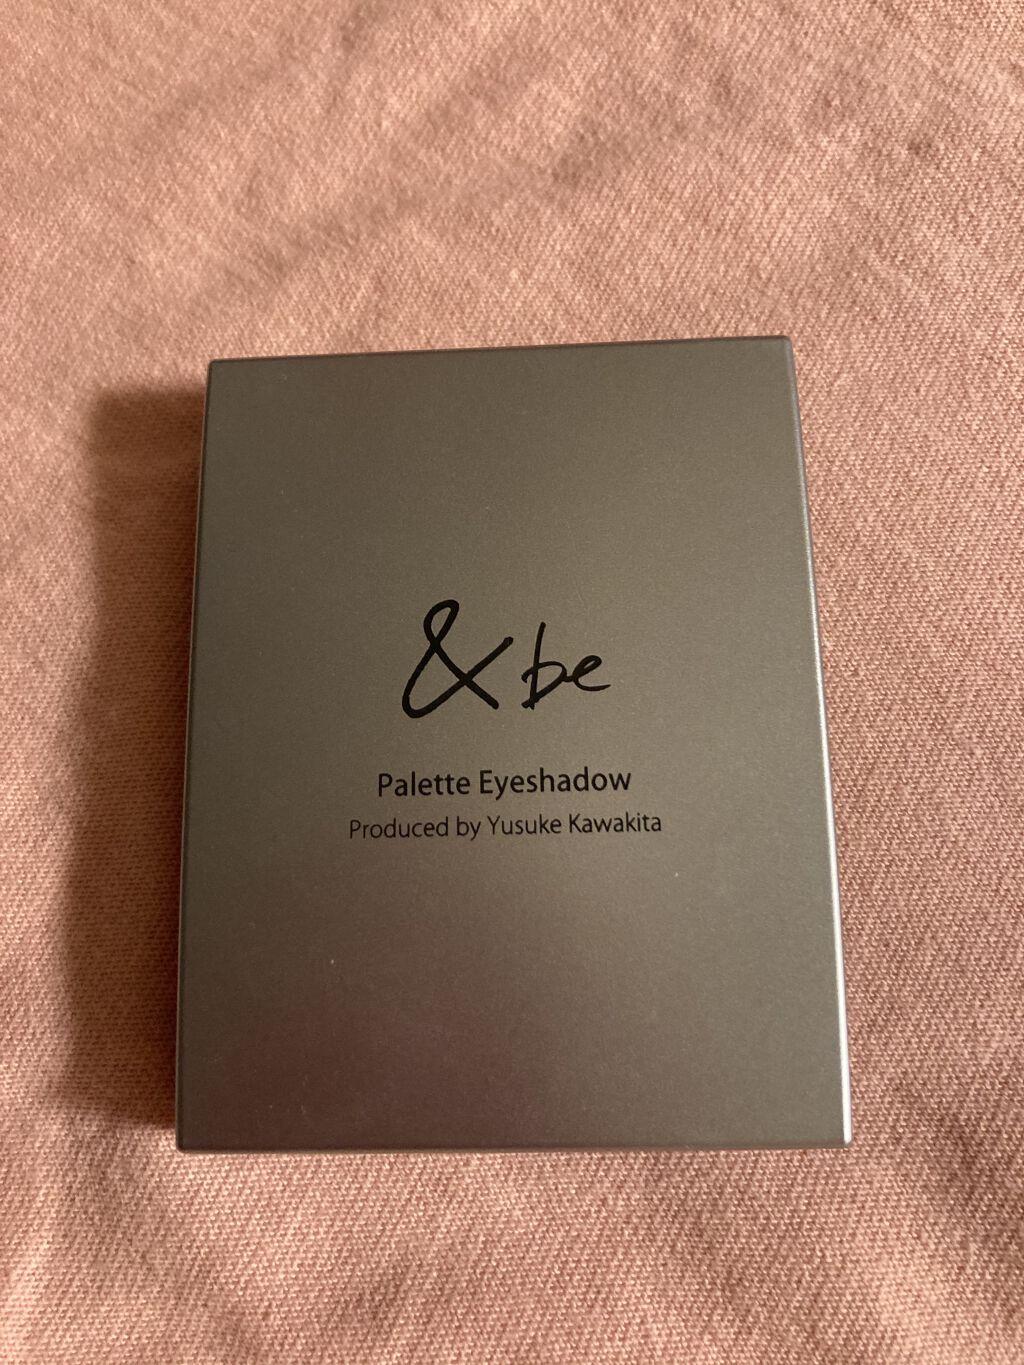 & be
Palette Eyeshadow
Produced by Yusuke Kawakita